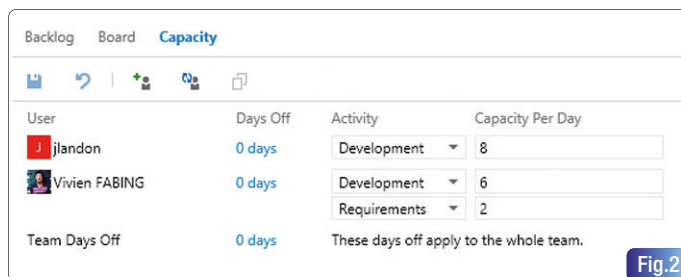 Backlog Board Capacity
User Days Off Activity Capacity Per Day
J jlandon 0 days Development 8
Vivien FABING 0 days Development 6
Requirements 2
Team Days Off 0 days These days off apply to the whole team.
Fig.2